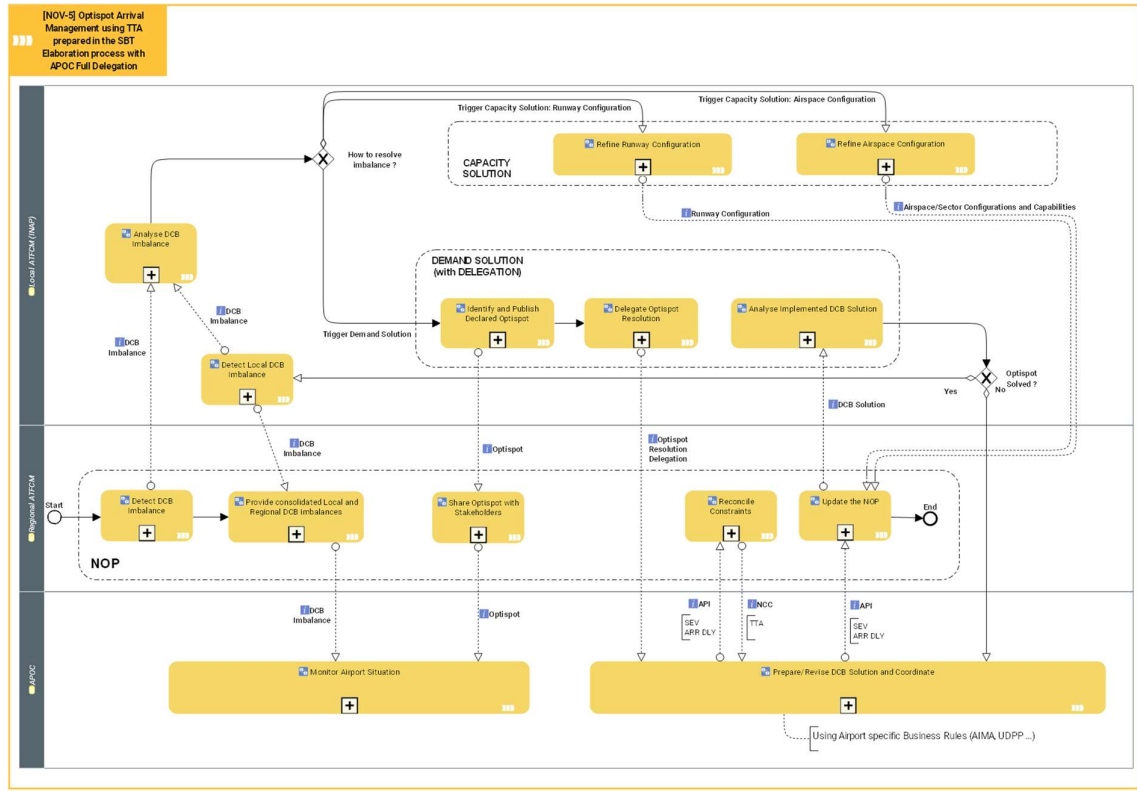 [NOV-5] Optispot Arrival
Management using TTA
prepared in the SBT
Elaboration process with
APOC Full Delegation
Local ATFCM (INAP)
Trigger Capacity Solution: Runway Configuration
Trigger Capacity Solution: Airspace Configuration
How to resolve
imbalance ?
CAPACITY
SOLUTION
Refine Runway Configuration
Refine Airspace Configuration
Runway Configuration
Airspace/Sector Configurations and Capabilities
Analyse DCB
Imbalance
DCB
Imbalance
DCB
Imbalance
DEMAND SOLUTION
(with DELEGATION)
Trigger Demand Solution
Identify and Publish
Declared Optispot
Delegate Optispot
Resolution
Analyse Implemented DCB Solution
Detect Local DCB
Imbalance
Optispot
Solved ?
Yes
No
DCB
Imbalance
Optispot
Optispot
Resolution
Delegation
DCB Solution
Regional ATFCM
Start
Detect DCB
Imbalance
Provide consolidated Local and
Regional DCB Imbalances
Share Optispot with
Stakeholders
Reconcile
Constraints
Update the NOP
End
NOP
APOC
DCB
Imbalance
Optispot
API
SEV
ARR DLY
NCC
TTA
API
SEV
ARR DLY
Monitor Airport Situation
Prepare/Revise DCB Solution and Coordinate
Using Airport specific Business Rules (AIMA, UDPP ...)